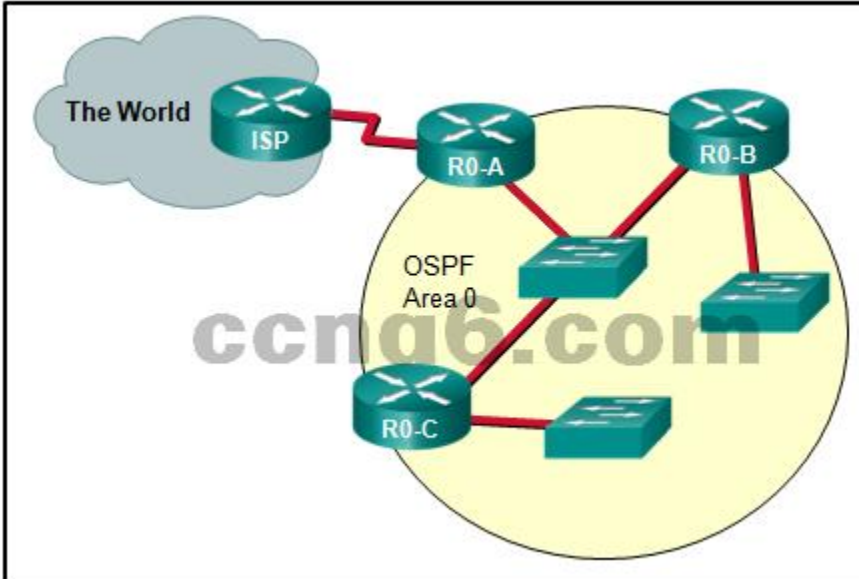 The World
ISP
R0-A
R0-B
OSPF
Area 0
ccna6.com
R0-C